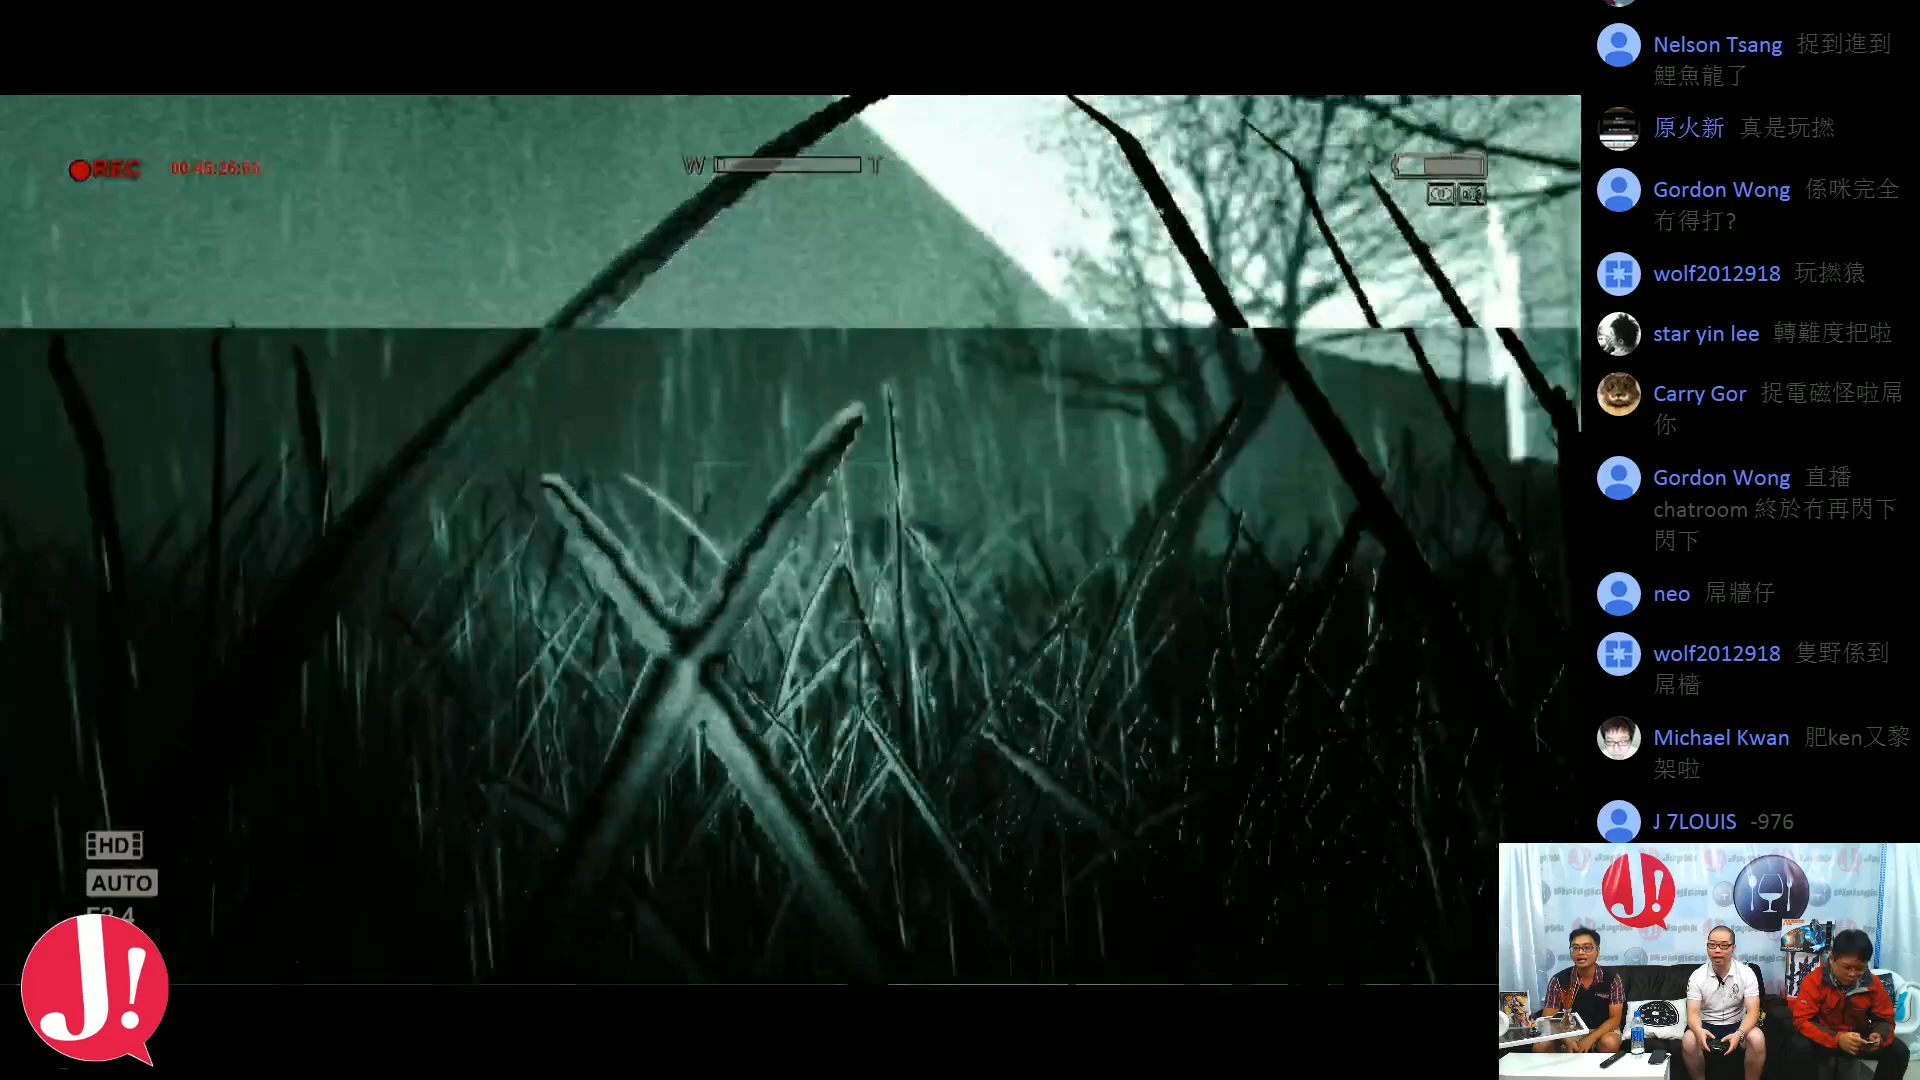 REC
00:45:26:65
W
T
HD
AUTO
F2.4
J!
Nelson Tsang 捉到進到
鯉魚龍了
原火新 真是玩撚
Gordon Wong 係咪完全
冇得打?
wolf2012918 玩撚猿
star yin lee 轉難度把啦
Carry Gor 捉電磁怪啦屌
你
Gordon Wong 直播
chatroom 終於冇再閃下
閃下
neo 屌牆仔
wolf2012918 隻野係到
屌檣
Michael Kwan 肥ken又黎
架啦
J 7LOUIS -976
J!